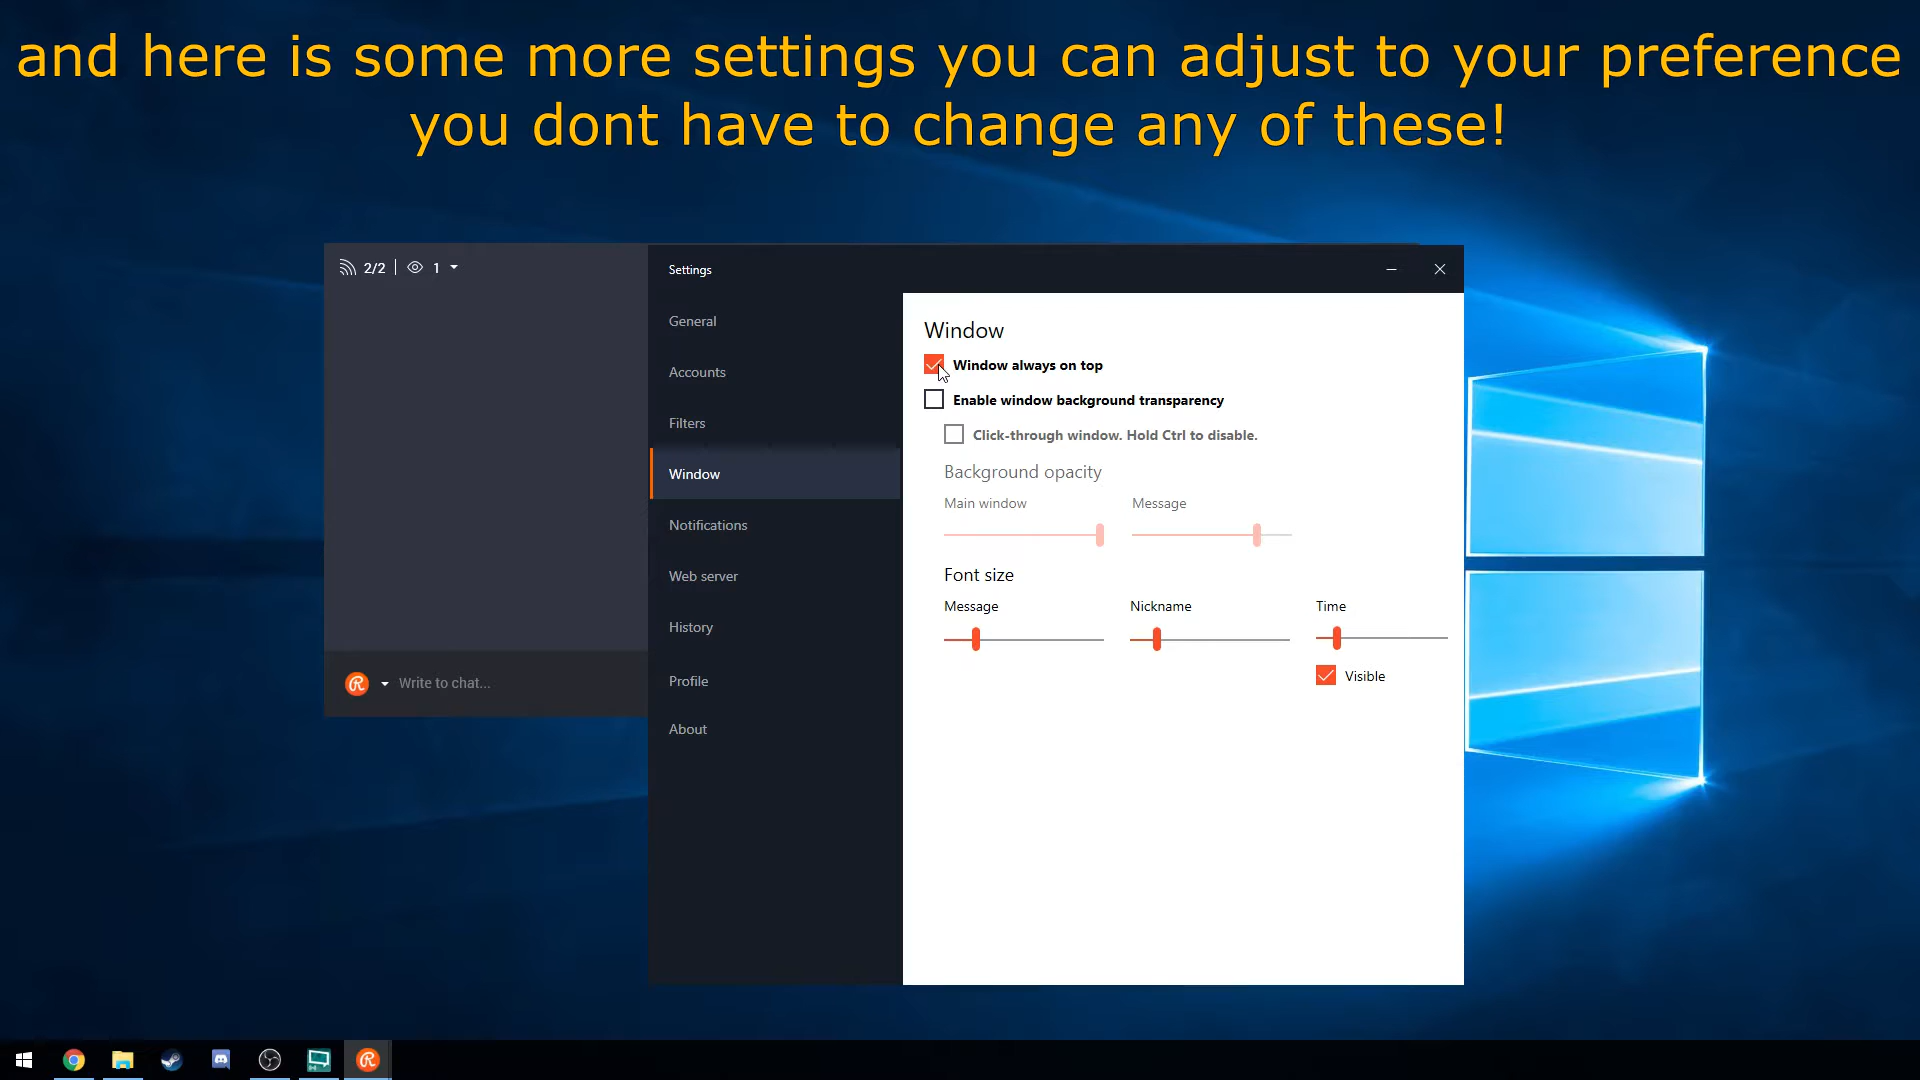 and here is some more settings you can adjust to your preference
you dont have to change any of these!
2/2
1
Settings
General
Accounts
Filters
Window
Notifications
Web server
History
Profile
About
Write to chat...
Window
Window always on top
Enable window background transparency
Click-through window. Hold Ctrl to disable.
Background opacity
Main window Message
Font size
Message Nickname Time
Visible